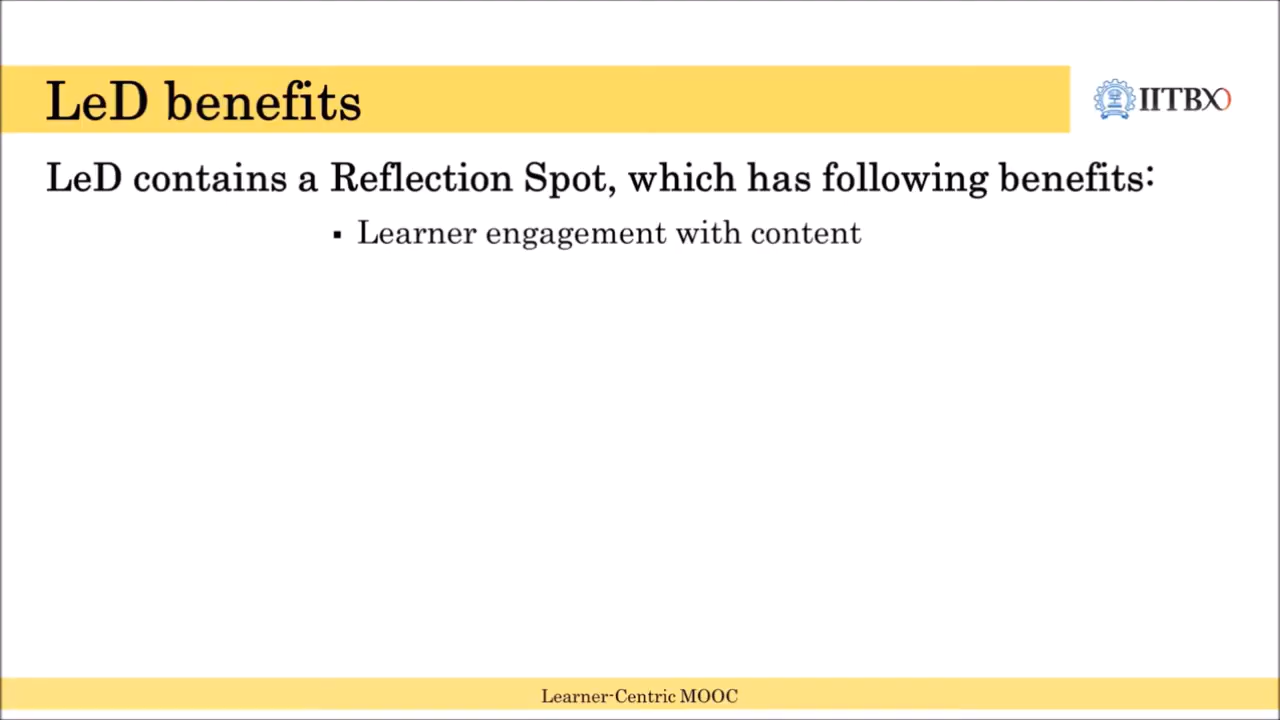 LeD benefits
IITBX
LeD contains a Reflection Spot, which has following benefits:
▪ Learner engagement with content
Learner-Centric MOOC